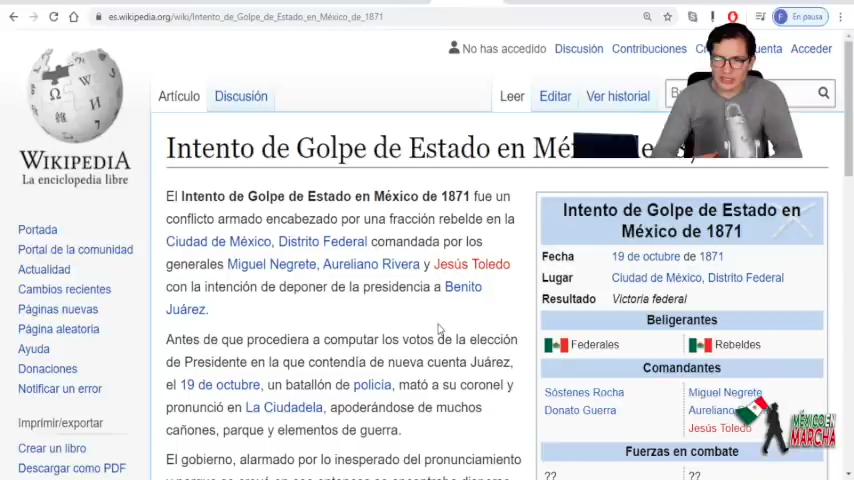 es.wikipedia.org/wiki/Intento_de_Golpe_de_Estado_en_México_de_1871
F En pausa
No has accedido Discusión Contribuciones Acceder
WIKIPEDIA
La enciclopedia libre
Artículo Discusión Leer Editar Ver historial
Intento de Golpe de Estado en
El Intento de Golpe de Estado en México de 1871 fue un
conflicto armado encabezado por una fracción rebelde en la
Ciudad de México, Distrito Federal comandada por los
generales Miguel Negrete, Aureliano Rivera y Jesús Toledo
con la intención de deponer de la presidencia a Benito
Juárez.
Antes de que procediera a computar los votos de la elección
de Presidente en la que contendía de nueva cuenta Juárez,
el 19 de octubre, un batallón de policía, mató a su coronel y
pronunció en La Ciudadela, apoderándose de muchos
cañones, parque y elementos de guerra.
El gobierno, alarmado por lo inesperado del pronunciamiento
Portada
Portal de la comunidad
Actualidad
Cambios recientes
Páginas nuevas
Página aleatoria
Ayuda
Donaciones
Notificar un error
Imprimir/exportar
Crear un libro
Descargar como PDF
Intento de Golpe de Estado en
México de 1871
Fecha 19 de octubre de 1871
Lugar Ciudad de México, Distrito Federal
Resultado Victoria federal
Beligerantes
Federales Rebeldes
Comandantes
Sóstenes Rocha Miguel Negrete
Donato Guerra
Jesús Toledo
Fuerzas en combate
?? ??
MÉXICO EN
MARCHA